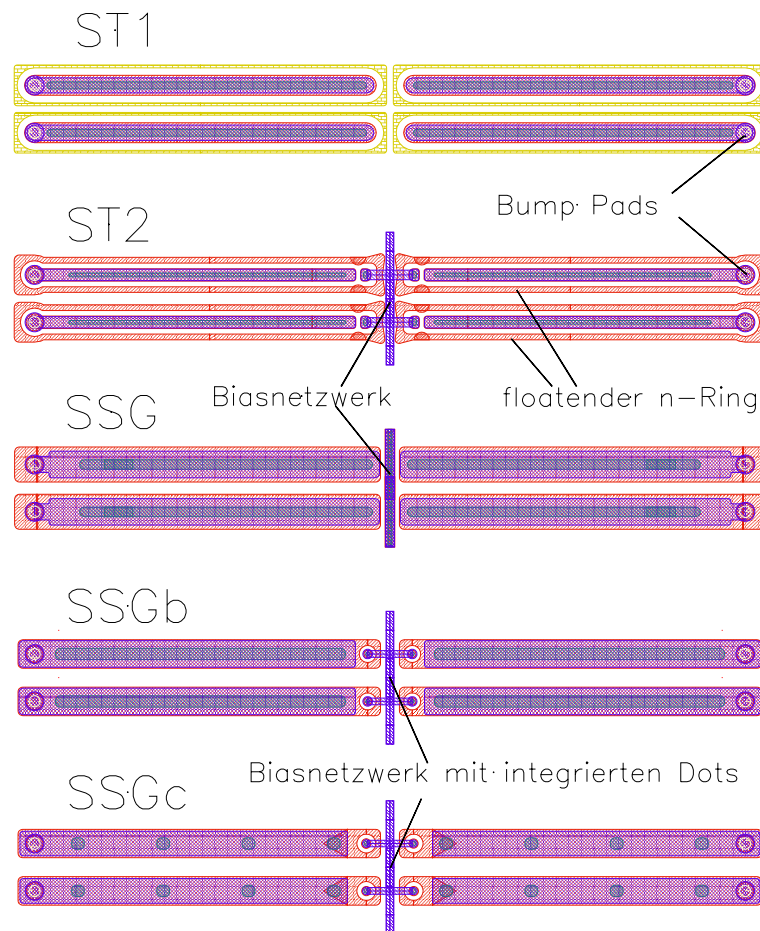 ST1
Bump Pads
ST2
Biasnetzwerk
floatender n-Ring
SSG
SSGb
Biasnetzwerk mit integrierten Dots
SSGc